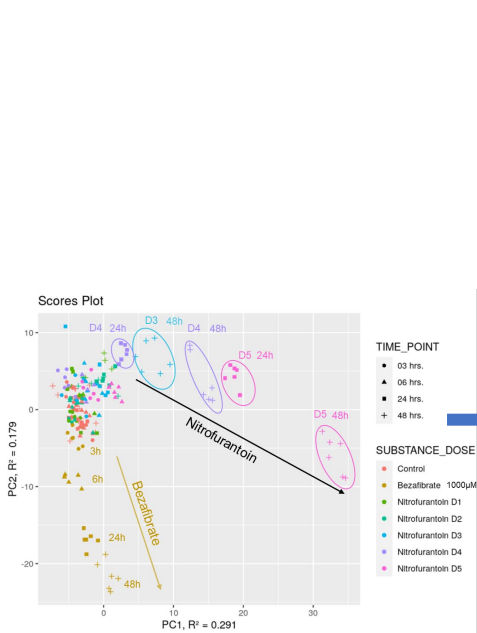 Scores Plot
D4 24h
D3 48h
D4 48h
D5 24h
D5 48h
Nitrofurantoin
3h
6h
Bezafibrate
24h
48h
10
0
-10
-20
PC2, R² = 0.179
0
10
20
30
PC1, R² = 0.291
TIME_POINT
03 hrs.
06 hrs.
24 hrs.
48 hrs.
SUBSTANCE_DOSE
Control
Bezafibrate 1000µM
Nitrofurantoin D1
Nitrofurantoin D2
Nitrofurantoin D3
Nitrofurantoin D4
Nitrofurantoin D5